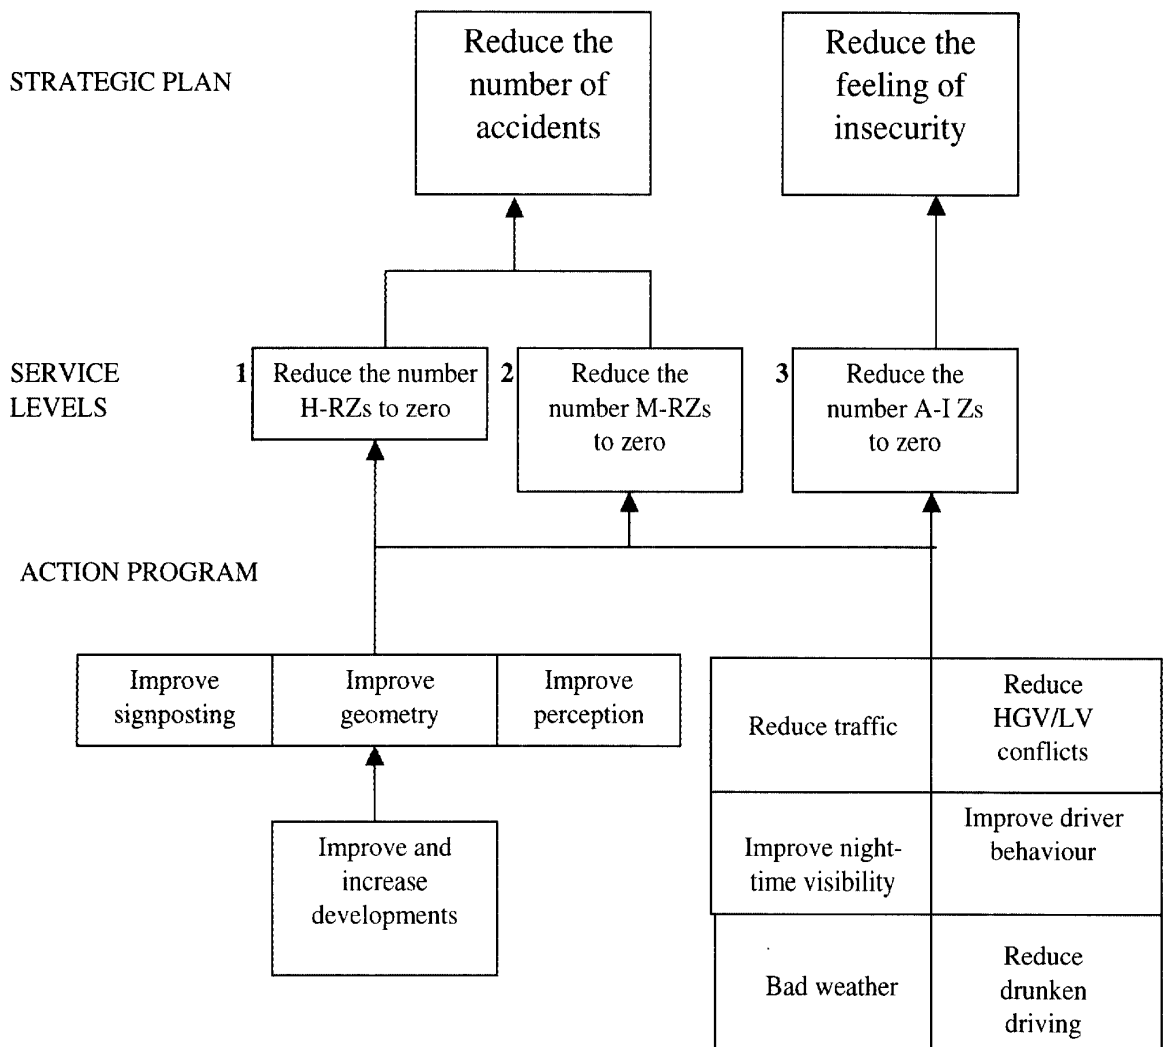 STRATEGIC PLAN
Reduce the
number of
accidents
Reduce the
feeling of
insecurity
SERVICE
LEVELS
1
Reduce the number
H-RZs to zero
2
Reduce the
number M-RZs
to zero
3
Reduce the
number A-I Zs
to zero
ACTION PROGRAM
Improve
signposting
Improve
geometry
Improve
perception
Improve and
increase
developments
Reduce traffic
Reduce
HGV/LV
conflicts
Improve night-
time visibility
Improve driver
behaviour
Bad weather
Reduce
drunken
driving